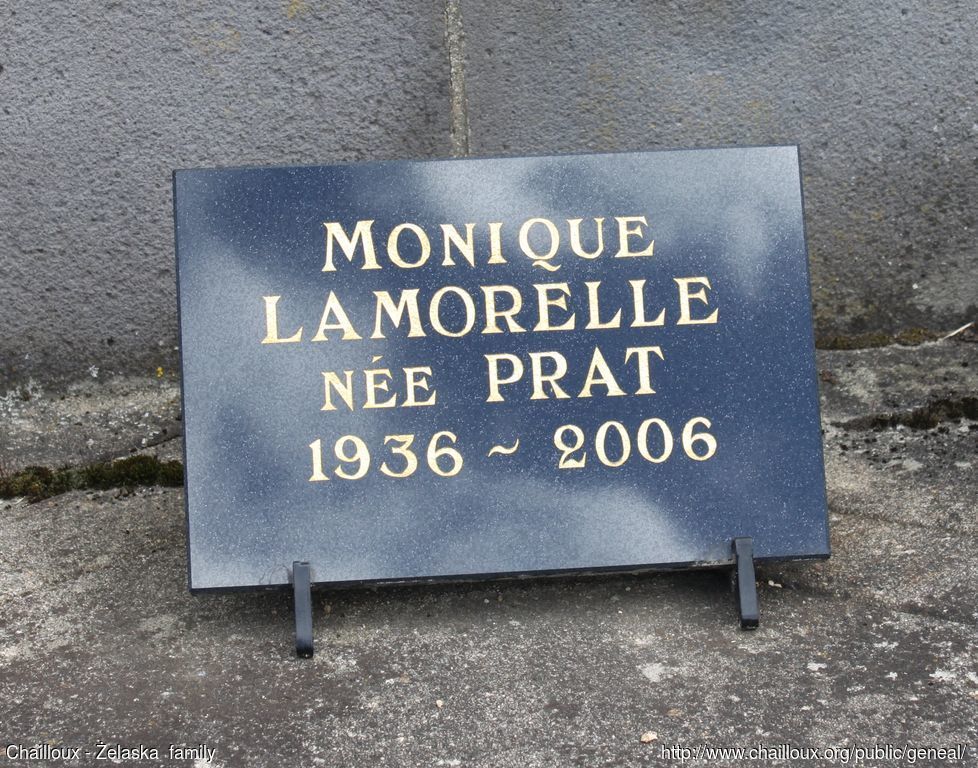 MONIQUE
LAMORELLE
NÉE PRAT
1936 ~ 2006
Chailloux - Żelaska family
http://www.chailloux.org/public/geneal/